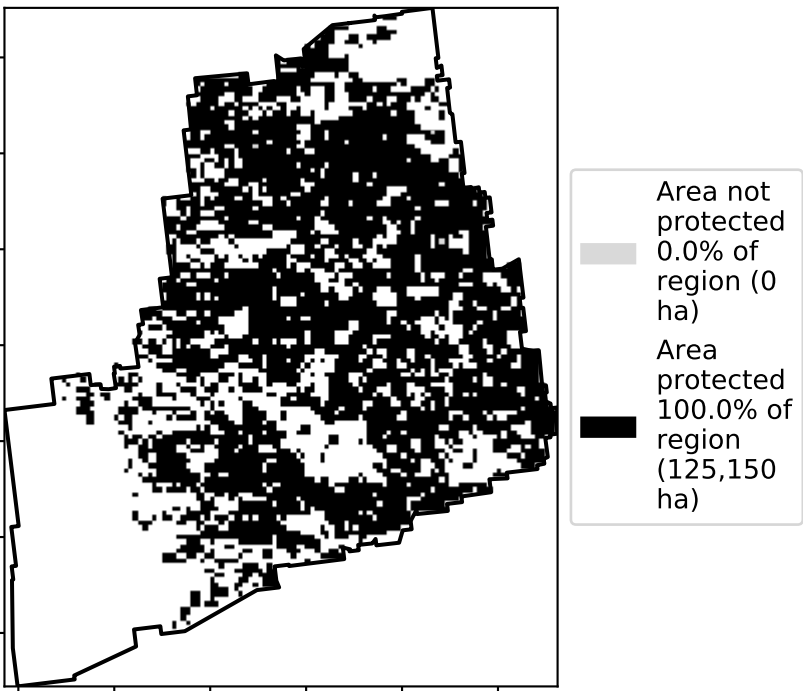 Area not
protected
0.0% of
region (0
ha)
Area
protected
100.0% of
region
(125,150
ha)